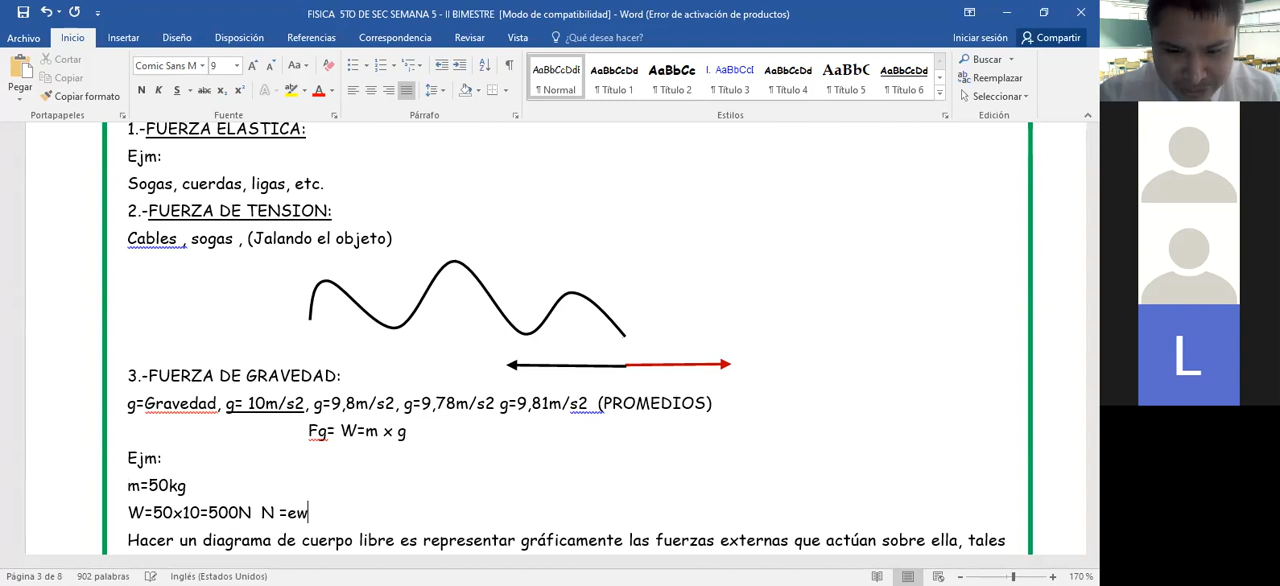 FISICA 5TO DE SEC SEMANA 5 - II BIMESTRE [Modo de compatibilidad] - Word (Error de activación de productos)
Archivo Inicio Insertar Diseño Disposición Referencias Correspondencia Revisar Vista ¿Qué desea hacer? Iniciar sesión Compartir
Pegar
Cortar
Copiar
Copiar formato
Portapapeles
Comic Sans M 9
N K S abc x₂ x²
Fuente
Párrafo
AaBbCcDdE AaBbCcDd AaBbCc I. AaBbCcI AaBbCcDd AaBbC AaBbCcDd
¶ Normal ¶ Título 1 ¶ Título 2 ¶ Título 3 ¶ Título 4 ¶ Título 5 ¶ Título 6
Estilos
Buscar
Reemplazar
Seleccionar
Edición
1.-FUERZA ELASTICA:
Ejm:
Sogas, cuerdas, ligas, etc.
2.-FUERZA DE TENSION:
Cables , sogas , (Jalando el objeto)
3.-FUERZA DE GRAVEDAD:
g=Gravedad, g= 10m/s2, g=9,8m/s2, g=9,78m/s2 g=9,81m/s2 (PROMEDIOS)
Fg= W=m x g
Ejm:
m=50kg
W=50x10=500N N =ew
Hacer un diagrama de cuerpo libre es representar gráficamente las fuerzas externas que actúan sobre ella, tales
L
Página 3 de 8 902 palabras Inglés (Estados Unidos) 170 %